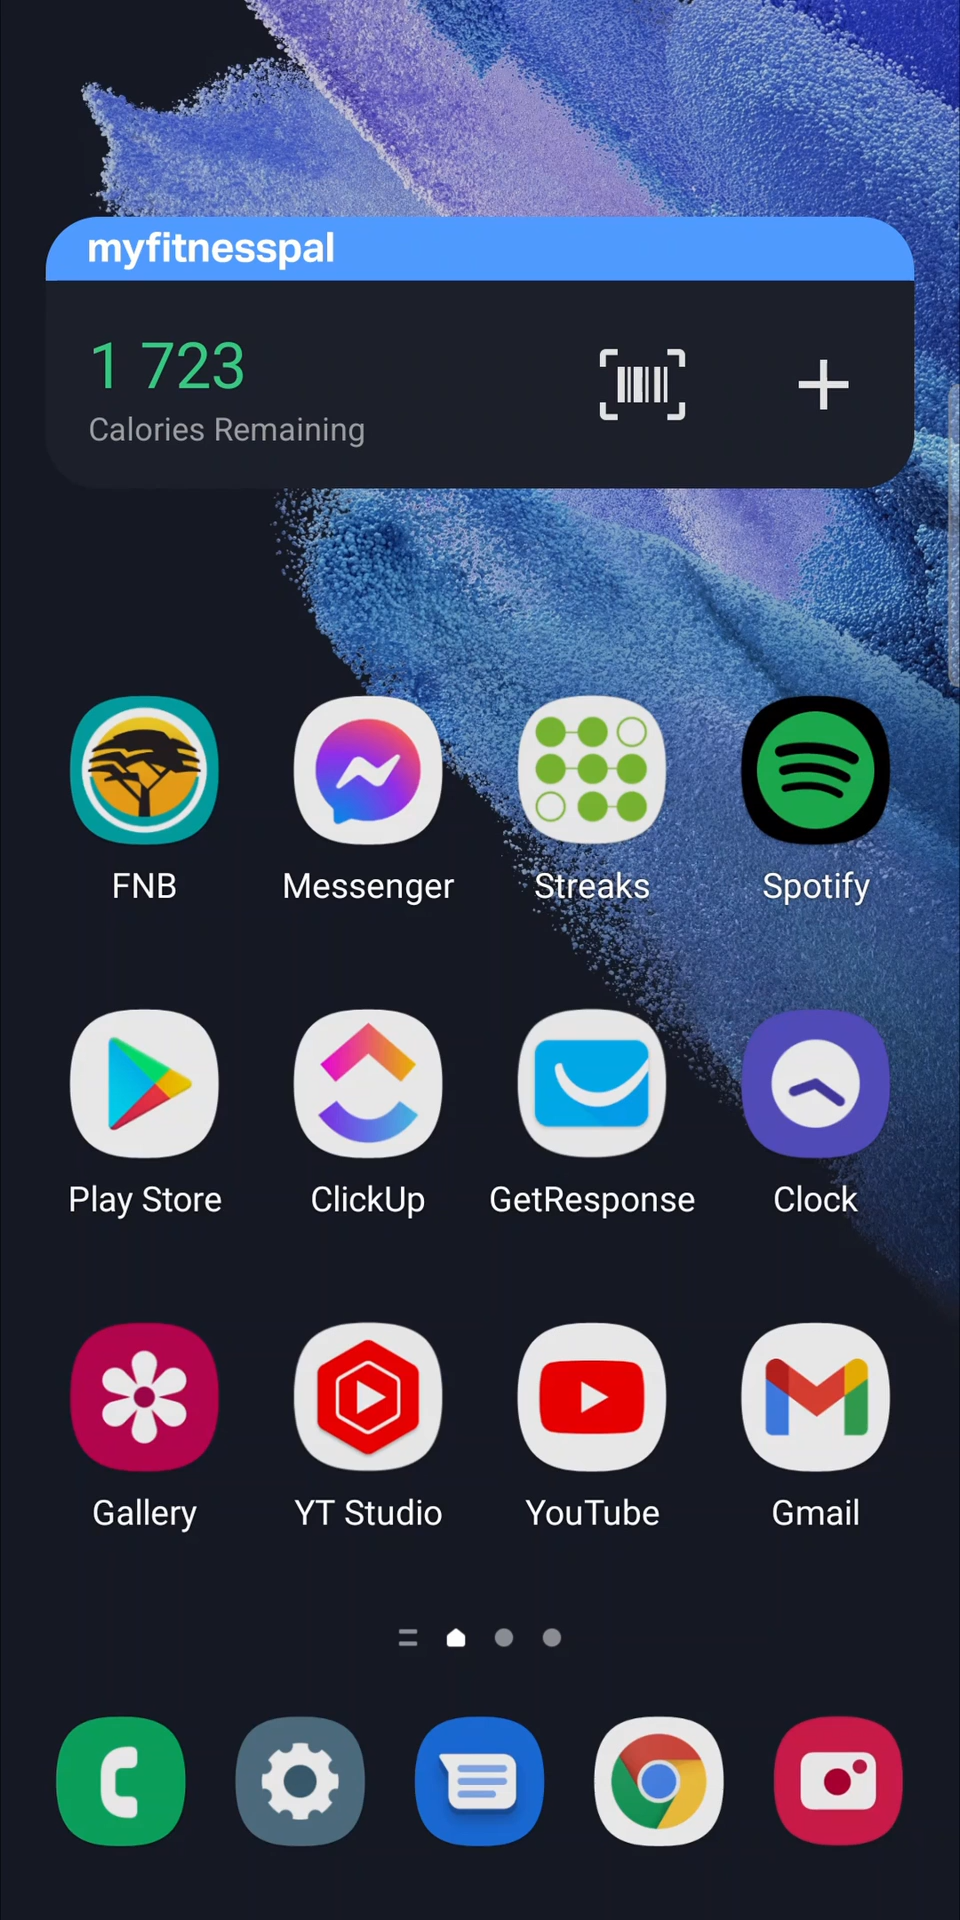 myfitnesspal
1 723
Calories Remaining
FNB
Messenger
Streaks
Spotify
Play Store
ClickUp
GetResponse
Clock
Gallery
YT Studio
YouTube
Gmail